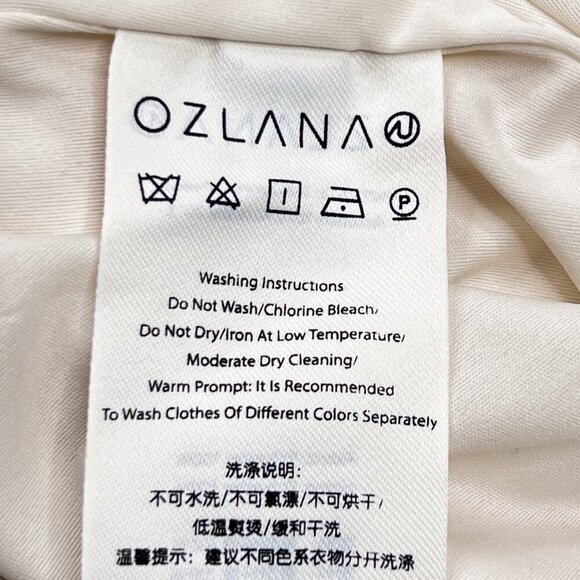 OZLANA
P
Washing Instructions
Do Not Wash/Chlorine Bleach/
Do Not Dry/Iron At Low Temperature/
Moderate Dry Cleaning/
Warm Prompt: It Is Recommended
To Wash Clothes Of Different Colors Separately
洗涤说明:
不可水洗/不可氯漂/不可烘干/
低温熨烫/缓和干洗
温馨提示: 建议不同色系衣物分开洗涤